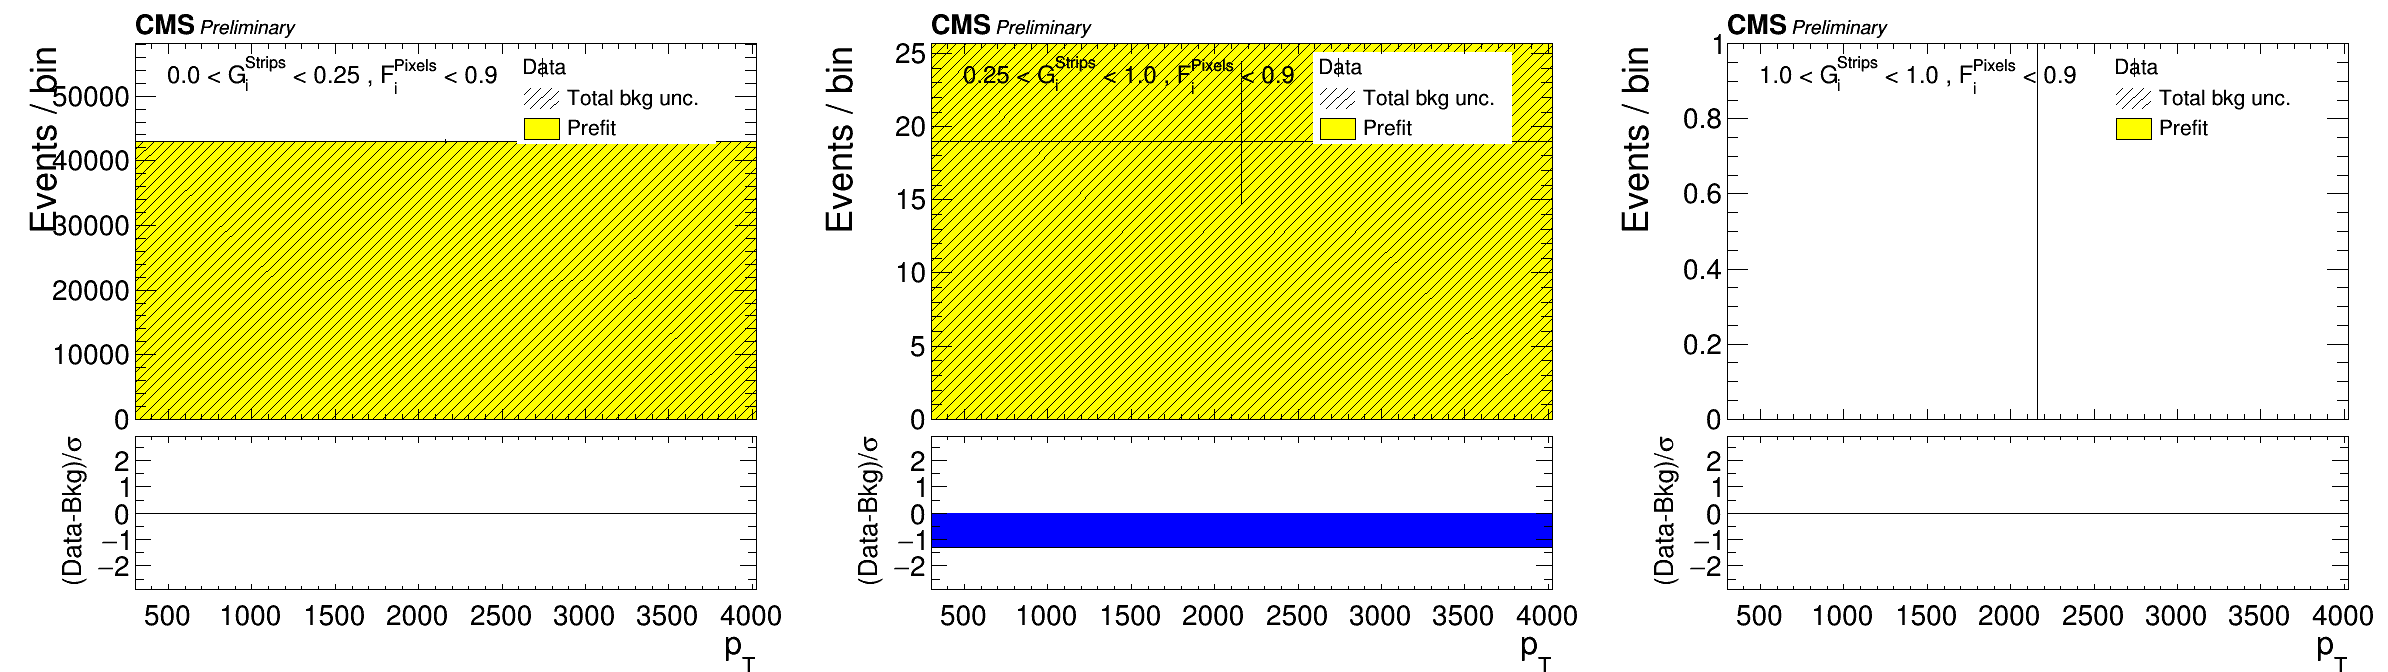 CMS Preliminary
Events / bin
0.0 < G_i^Strips < 0.25 , F_i^Pixels < 0.9
Data
Total bkg unc.
Prefit
50000
40000
30000
20000
10000
0
(Data-Bkg)/σ
2
1
0
−1
−2
500 1000 1500 2000 2500 3000 3500 4000
p_T
CMS Preliminary
Events / bin
0.25 < G_i^Strips < 1.0 , F_i^Pixels < 0.9
Data
Total bkg unc.
Prefit
25
20
15
10
5
0
(Data-Bkg)/σ
2
1
0
−1
−2
500 1000 1500 2000 2500 3000 3500 4000
p_T
CMS Preliminary
Events / bin
1.0 < G_i^Strips < 1.0 , F_i^Pixels < 0.9
Data
Total bkg unc.
Prefit
1
0.8
0.6
0.4
0.2
0
(Data-Bkg)/σ
2
1
0
−1
−2
500 1000 1500 2000 2500 3000 3500 4000
p_T